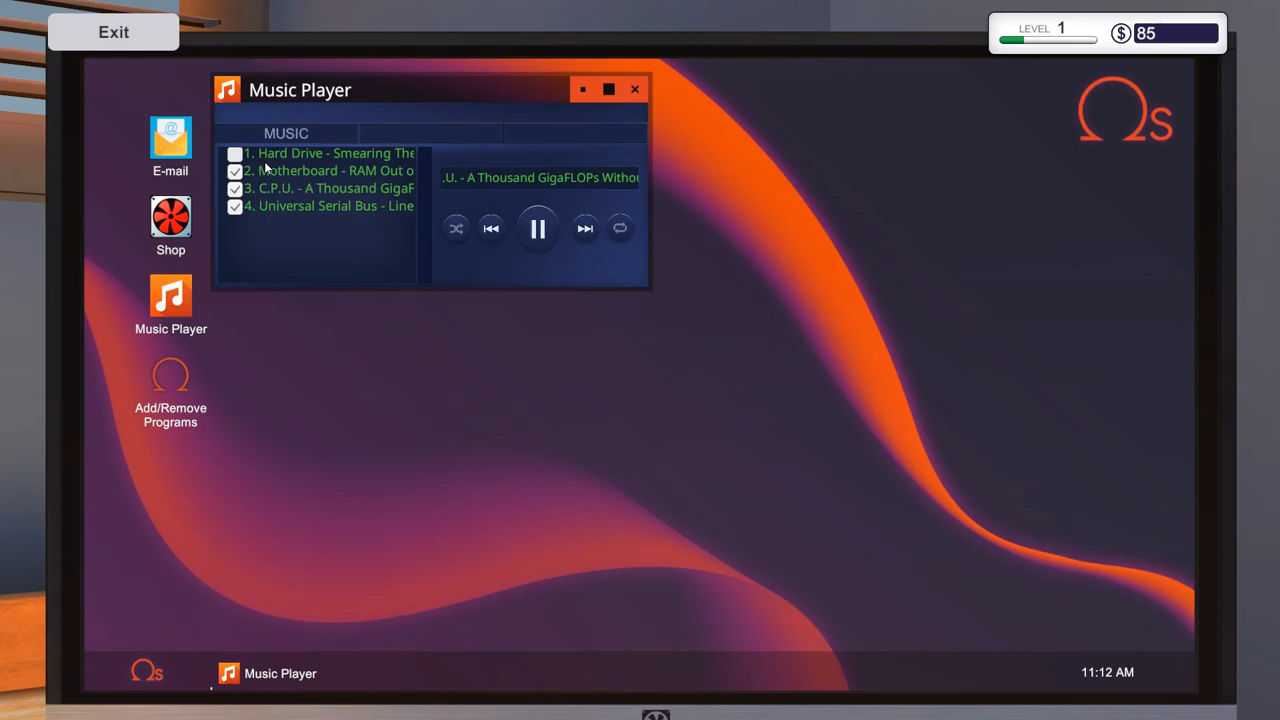 Exit
LEVEL 1
$ 85
Music Player
MUSIC
1. Hard Drive - Smearing The
2. Motherboard - RAM Out o
3. C.P.U. - A Thousand GigaF
4. Universal Serial Bus - Line
.U. - A Thousand GigaFLOPs Withou
E-mail
Shop
Music Player
Add/Remove
Programs
Ωs
Ωs
Music Player
11:12 AM